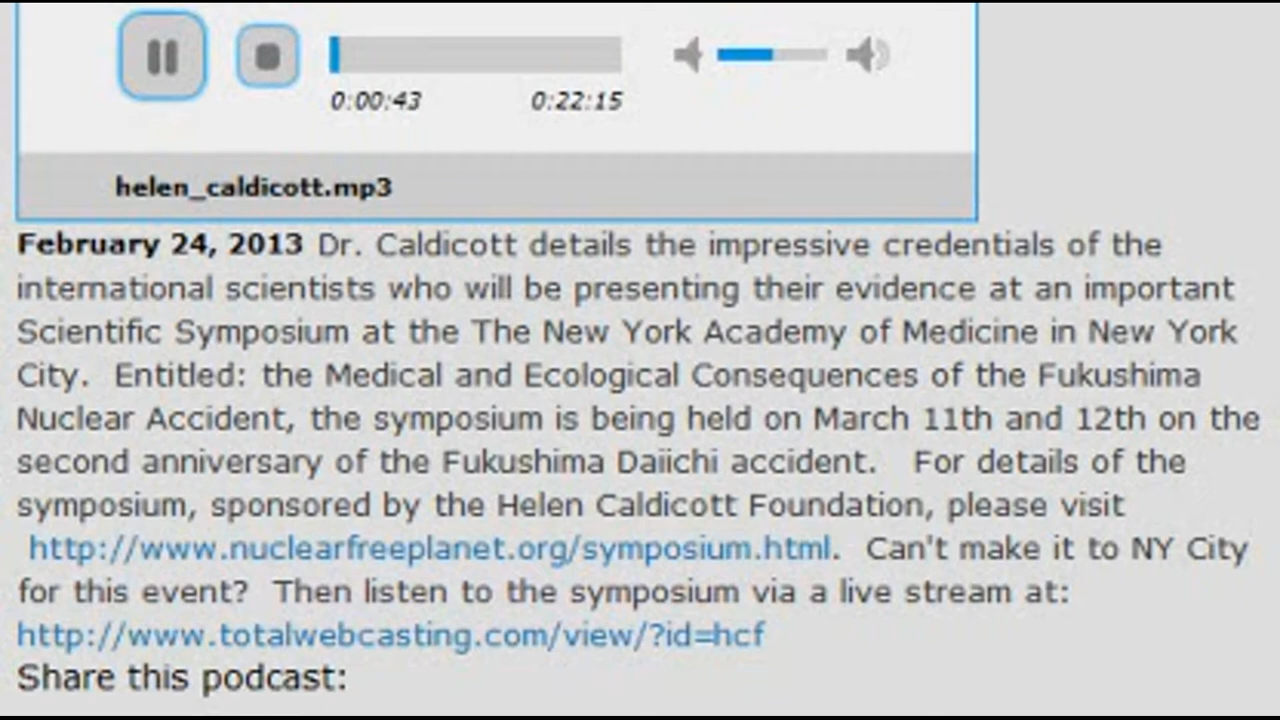 0:00:43 0:22:15
helen_caldicott.mp3
February 24, 2013 Dr. Caldicott details the impressive credentials of the
international scientists who will be presenting their evidence at an important
Scientific Symposium at the The New York Academy of Medicine in New York
City.  Entitled: the Medical and Ecological Consequences of the Fukushima
Nuclear Accident, the symposium is being held on March 11th and 12th on the
second anniversary of the Fukushima Daiichi accident.   For details of the
symposium, sponsored by the Helen Caldicott Foundation, please visit
http://www.nuclearfreeplanet.org/symposium.html.  Can't make it to NY City
for this event?  Then listen to the symposium via a live stream at:
http://www.totalwebcasting.com/view/?id=hcf
Share this podcast: